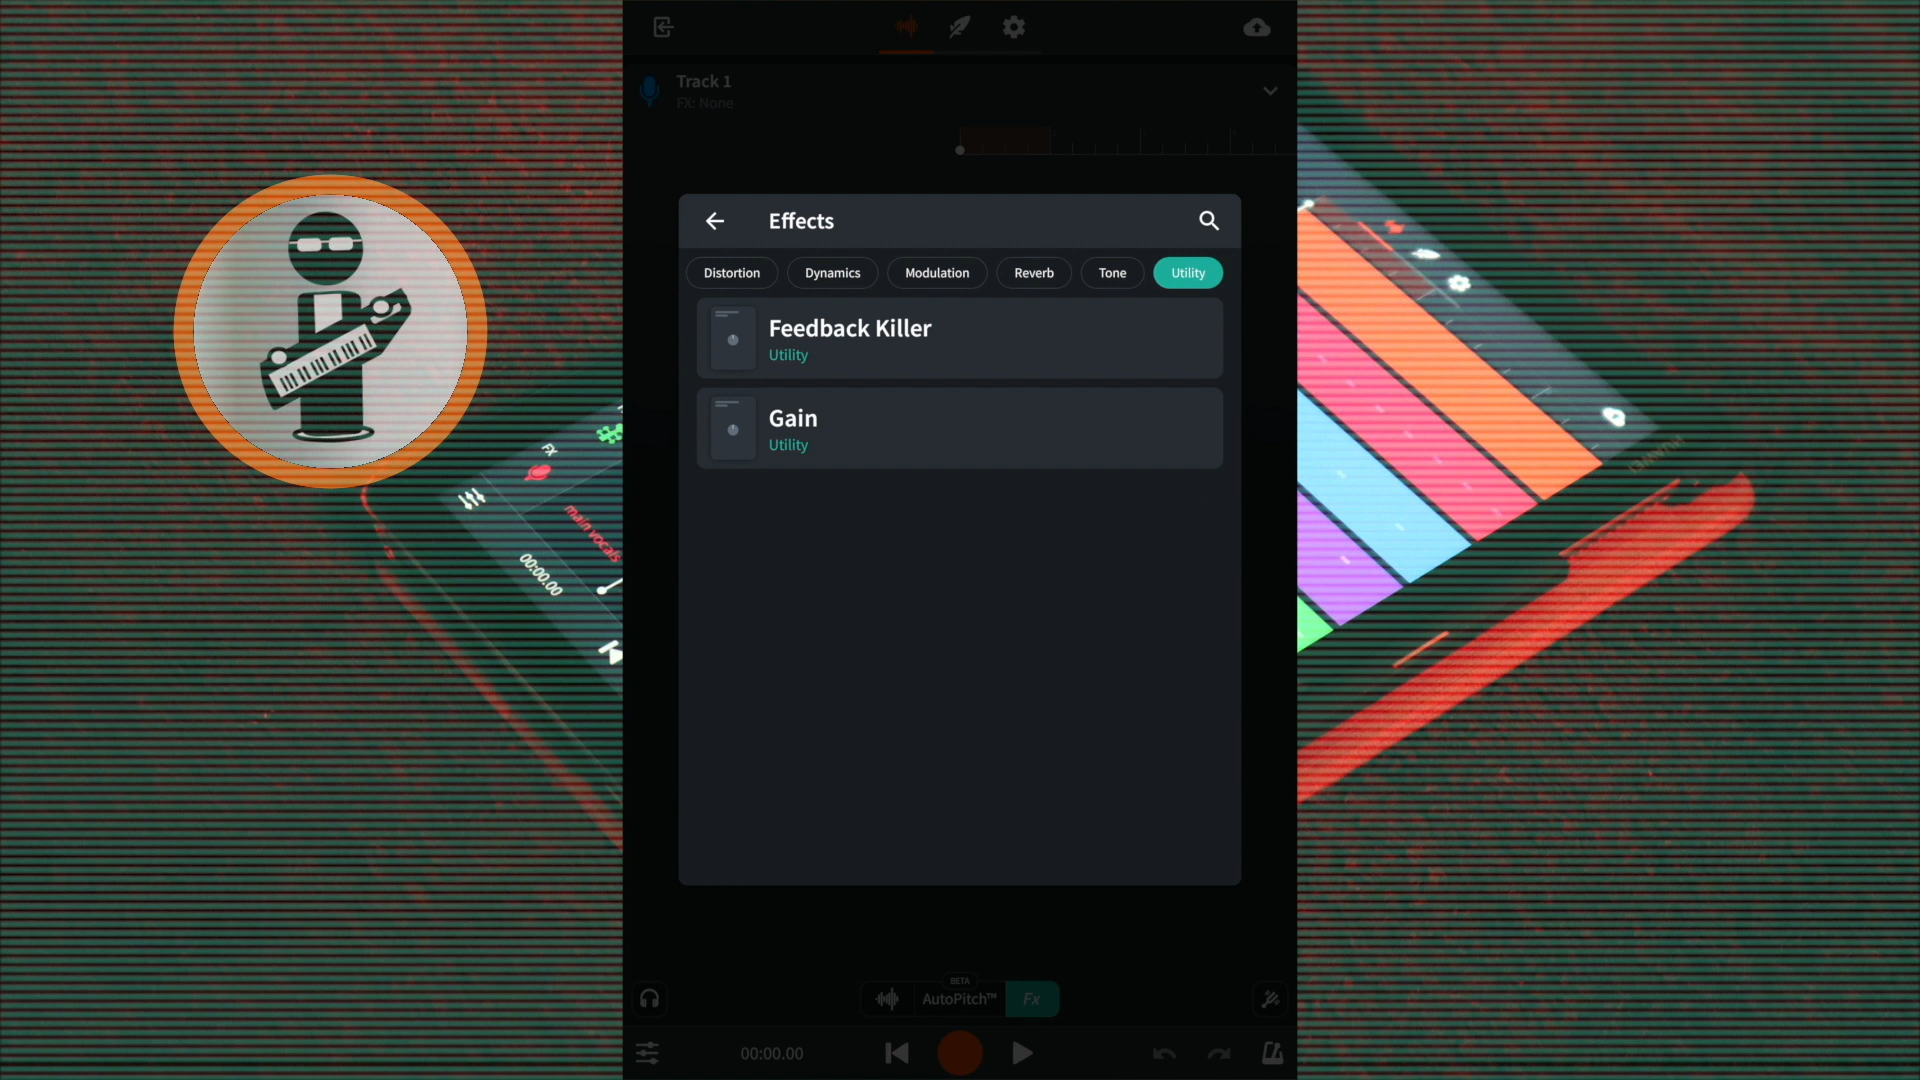 Track 1
FX: None
Effects
Distortion
Dynamics
Modulation
Reverb
Tone
Utility
Feedback Killer
Utility
Gain
Utility
FX
main vocals
00:00.00
HUAWEI
BETA
AutoPitch™
Fx
00:00.00